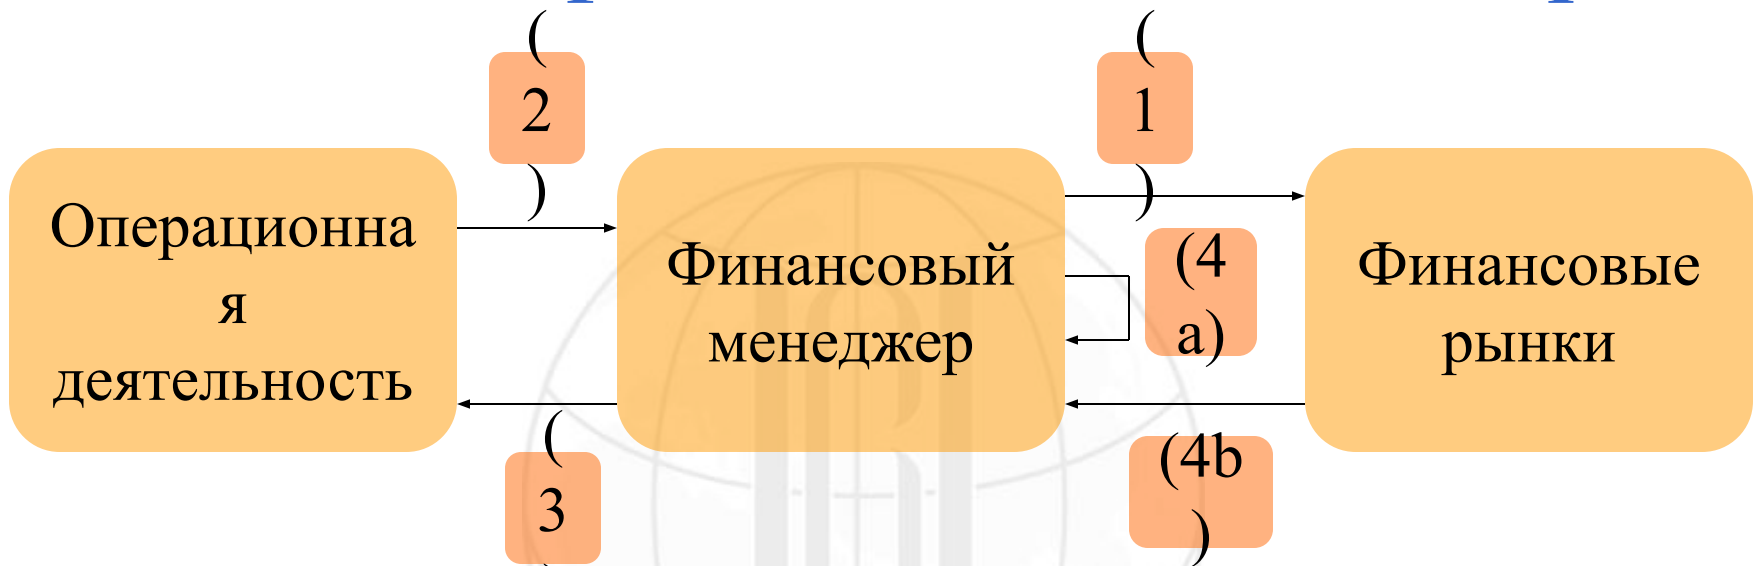 (
2
)
(
1
)
Операционна
я
деятельность
Финансовый
менеджер
(4
a)
Финансовые
рынки
(
3
(4b
)